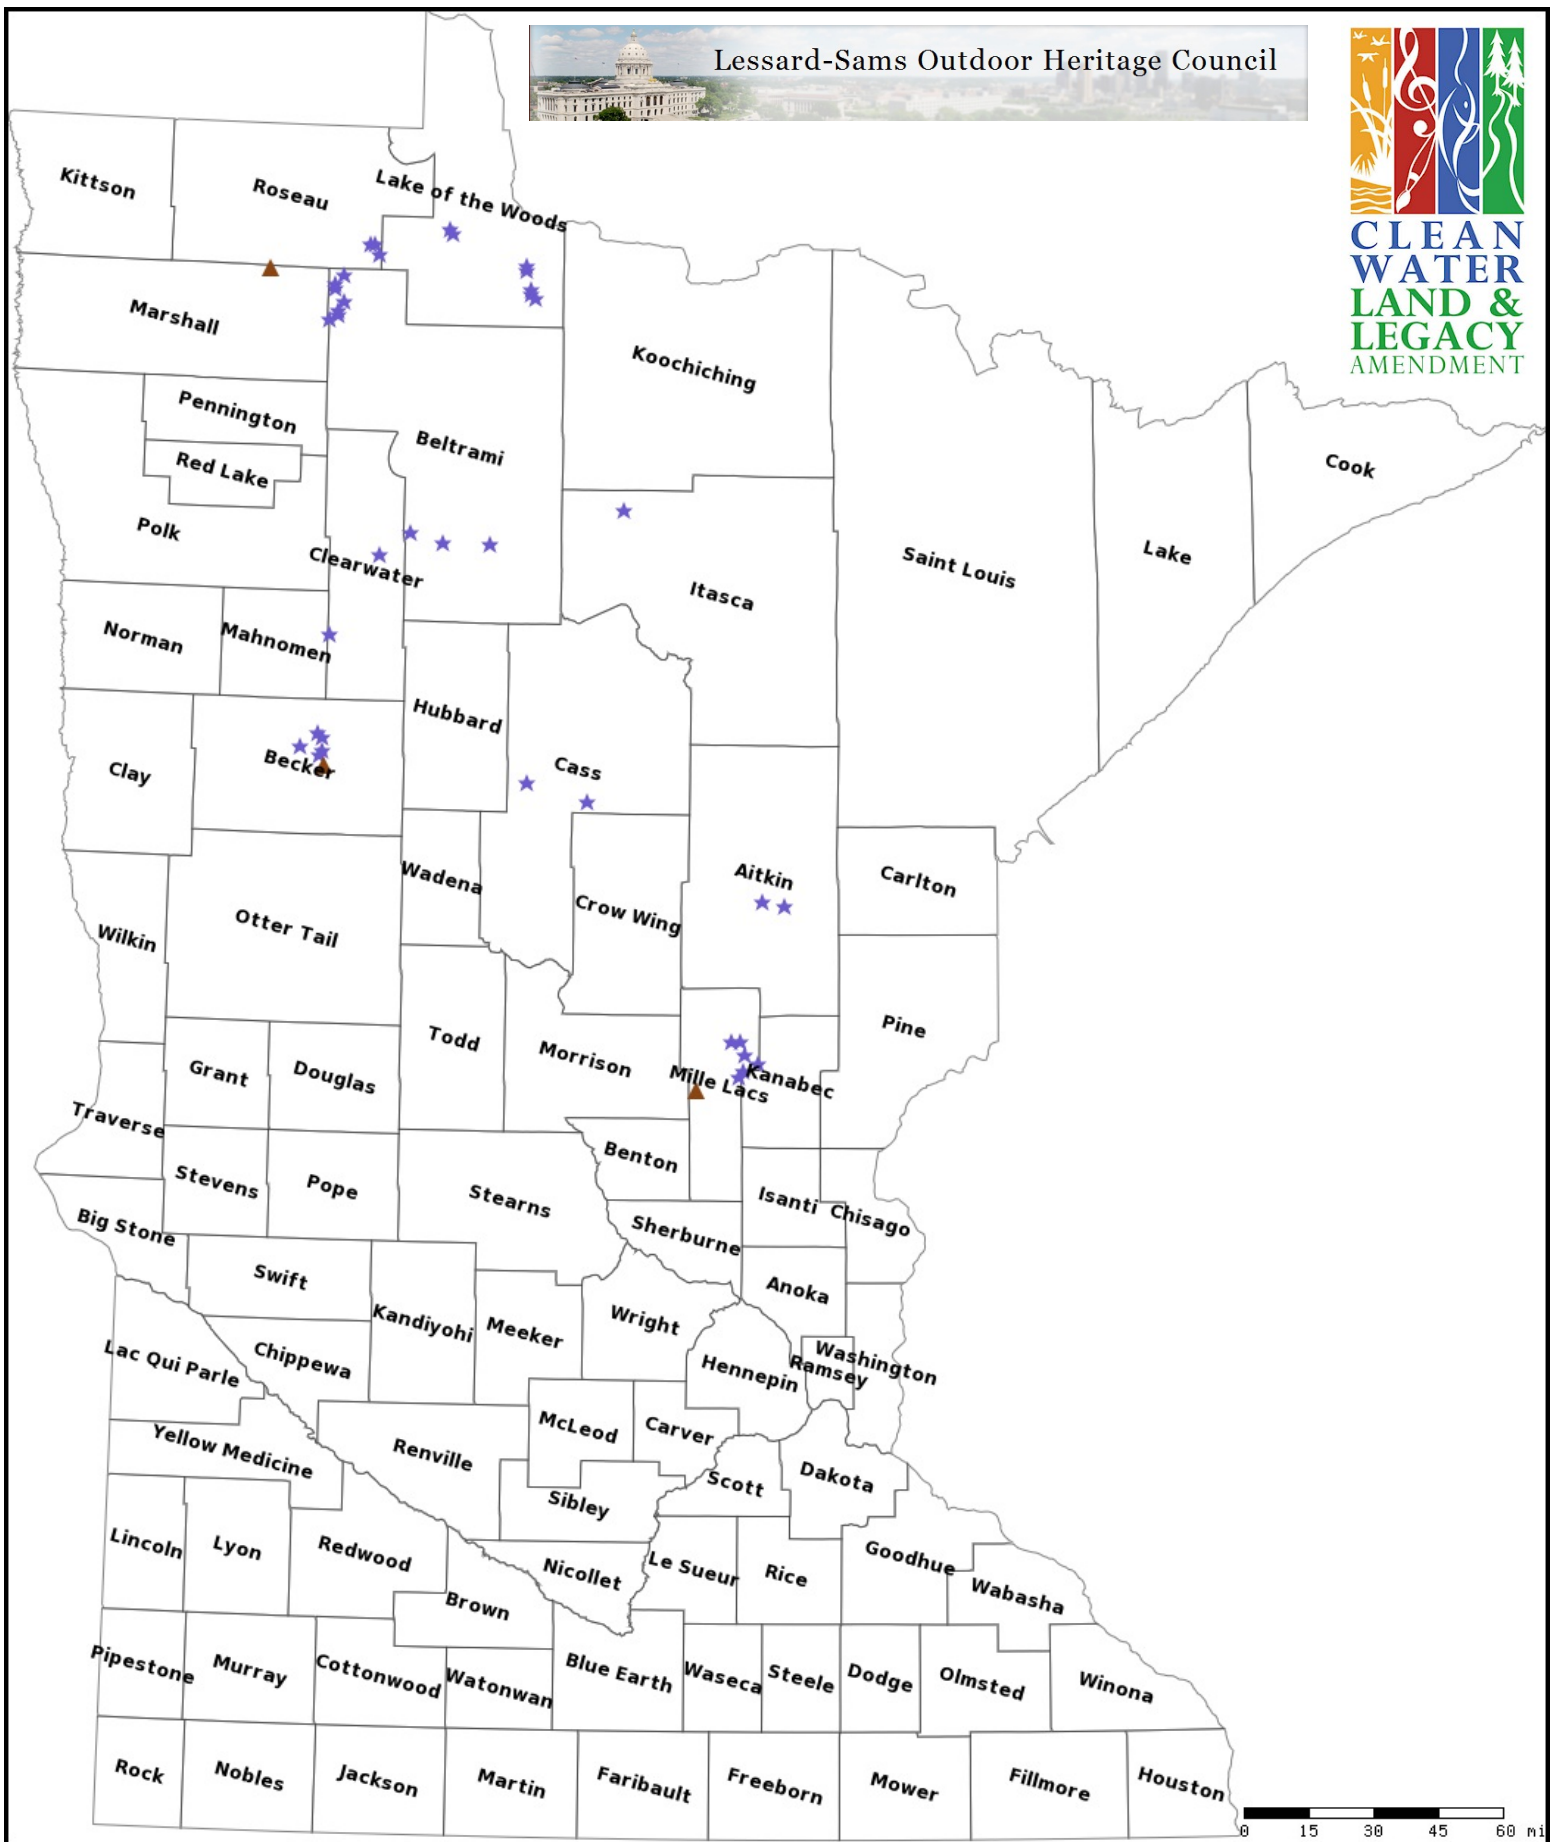 Lessard-Sams Outdoor Heritage Council
CLEAN
WATER
LAND &
LEGACY
AMENDMENT
Kittson
Roseau
Lake of the Woods
Marshall
Koochiching
Pennington
Beltrami
Red Lake
Cook
Polk
Clearwater
Saint Louis
Lake
Itasca
Norman
Mahnomen
Hubbard
Clay
Becker
Cass
Wadena
Aitkin
Carlton
Crow Wing
Otter Tail
Wilkin
Pine
Todd
Morrison
Grant
Douglas
Mille Lacs
Kanabec
Traverse
Benton
Stevens
Pope
Stearns
Isanti
Chisago
Big Stone
Sherburne
Swift
Anoka
Kandiyohi
Meeker
Wright
Lac Qui Parle
Chippewa
Hennepin
Ramsey
Washington
McLeod
Carver
Yellow Medicine
Renville
Scott
Dakota
Sibley
Lincoln
Lyon
Redwood
Nicollet
Le Sueur
Rice
Goodhue
Wabasha
Brown
Pipestone
Murray
Cottonwood
Watonwan
Blue Earth
Waseca
Steele
Dodge
Olmsted
Winona
Rock
Nobles
Jackson
Martin
Faribault
Freeborn
Mower
Fillmore
Houston
0 15 30 45 60 mi